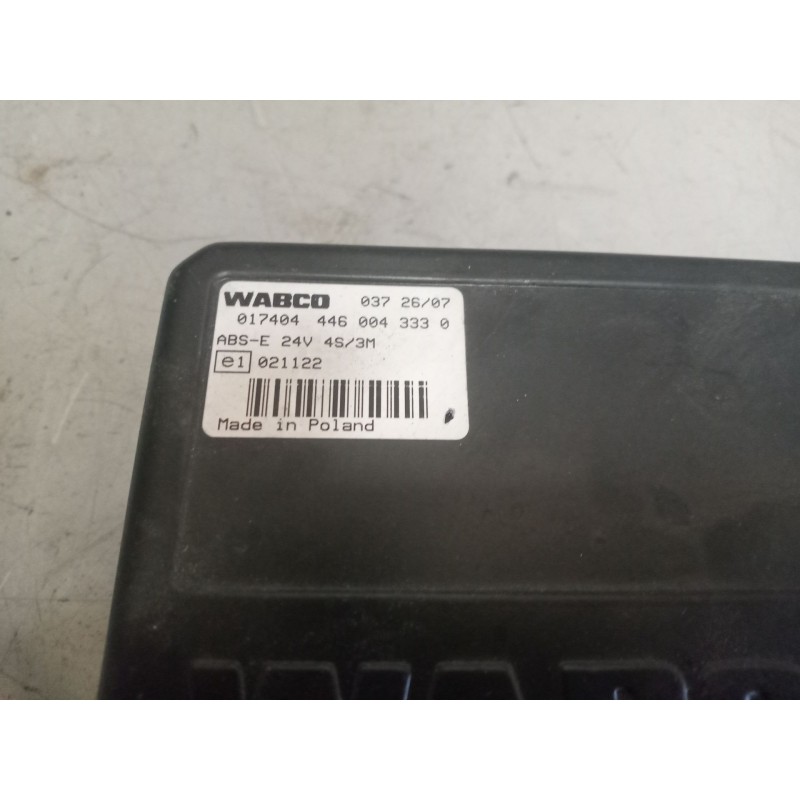 WABCO 037 26/07
017404 446 004 333 0
ABS-E 24V 4S/3M
e1 021122
Made in Poland